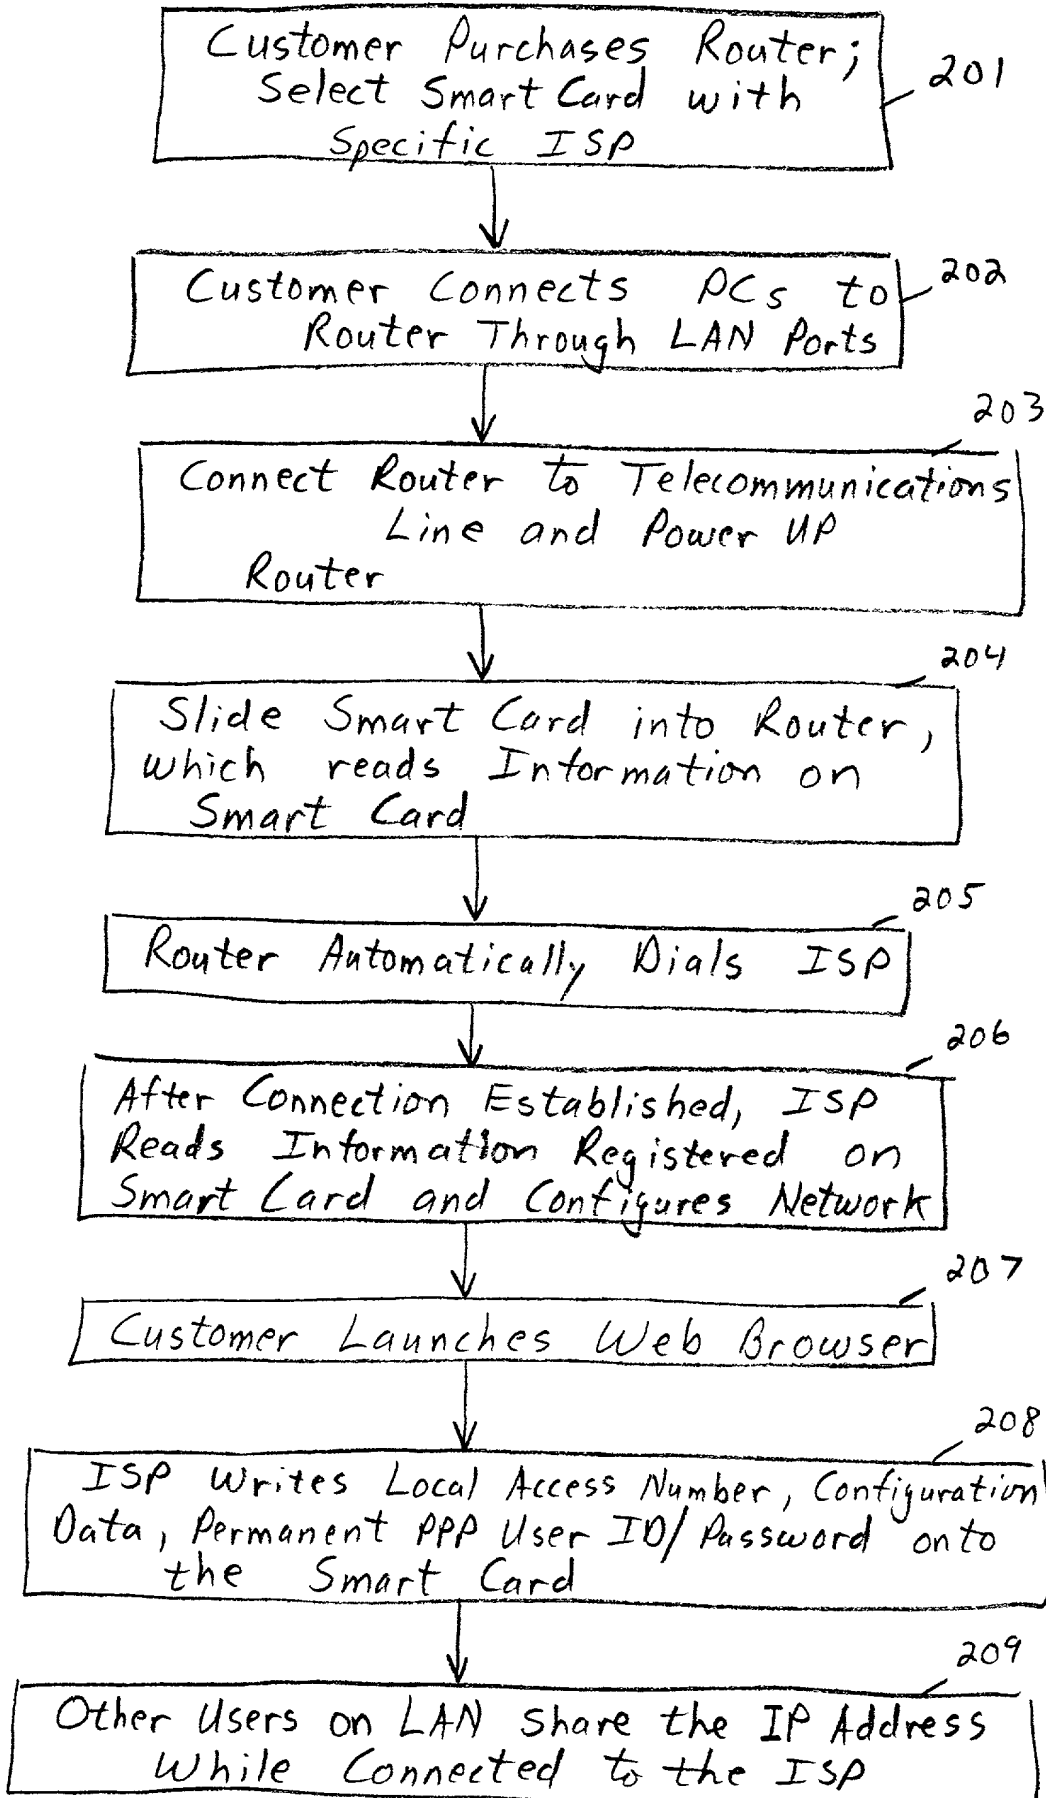 Customer Purchases Router;
Select Smart Card with
Specific ISP
201
Customer Connects PCs to
Router Through LAN Ports
202
203
Connect Router to Telecommunications
Line and Power UP
Router
204
Slide Smart Card into Router,
which reads Information on
Smart Card
205
Router Automatically Dials ISP
206
After Connection Established, ISP
Reads Information Registered on
Smart Card and Configures Network
207
Customer Launches Web Browser
208
ISP Writes Local Access Number, Configuration
Data, Permanent PPP User ID/Password onto
the Smart Card
209
Other Users on LAN Share the IP Address
While Connected to the ISP